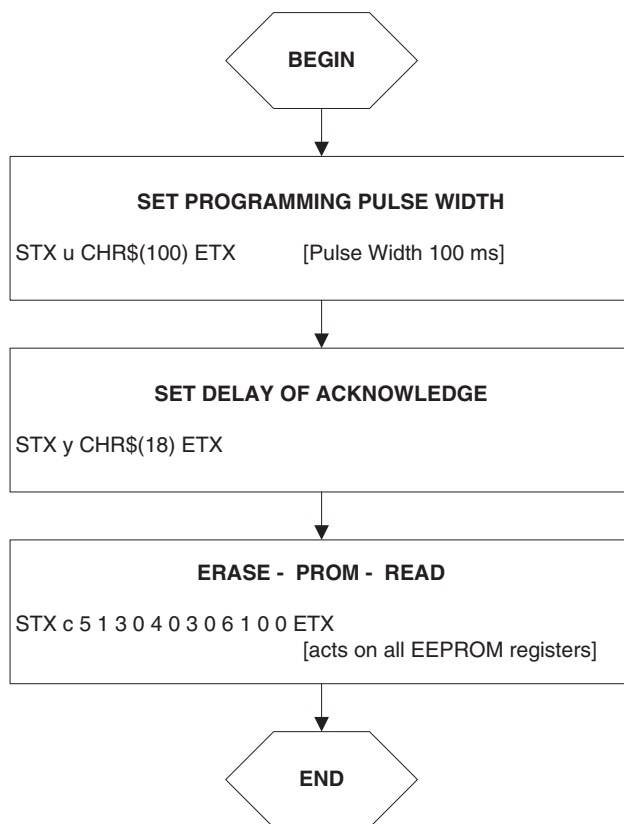 BEGIN
SET PROGRAMMING PULSE WIDTH
STX u CHR$(100) ETX [Pulse Width 100 ms]
SET DELAY OF ACKNOWLEDGE
STX y CHR$(18) ETX
ERASE - PROM - READ
STX c 5 1 3 0 4 0 3 0 6 1 0 0 ETX
[acts on all EEPROM registers]
END